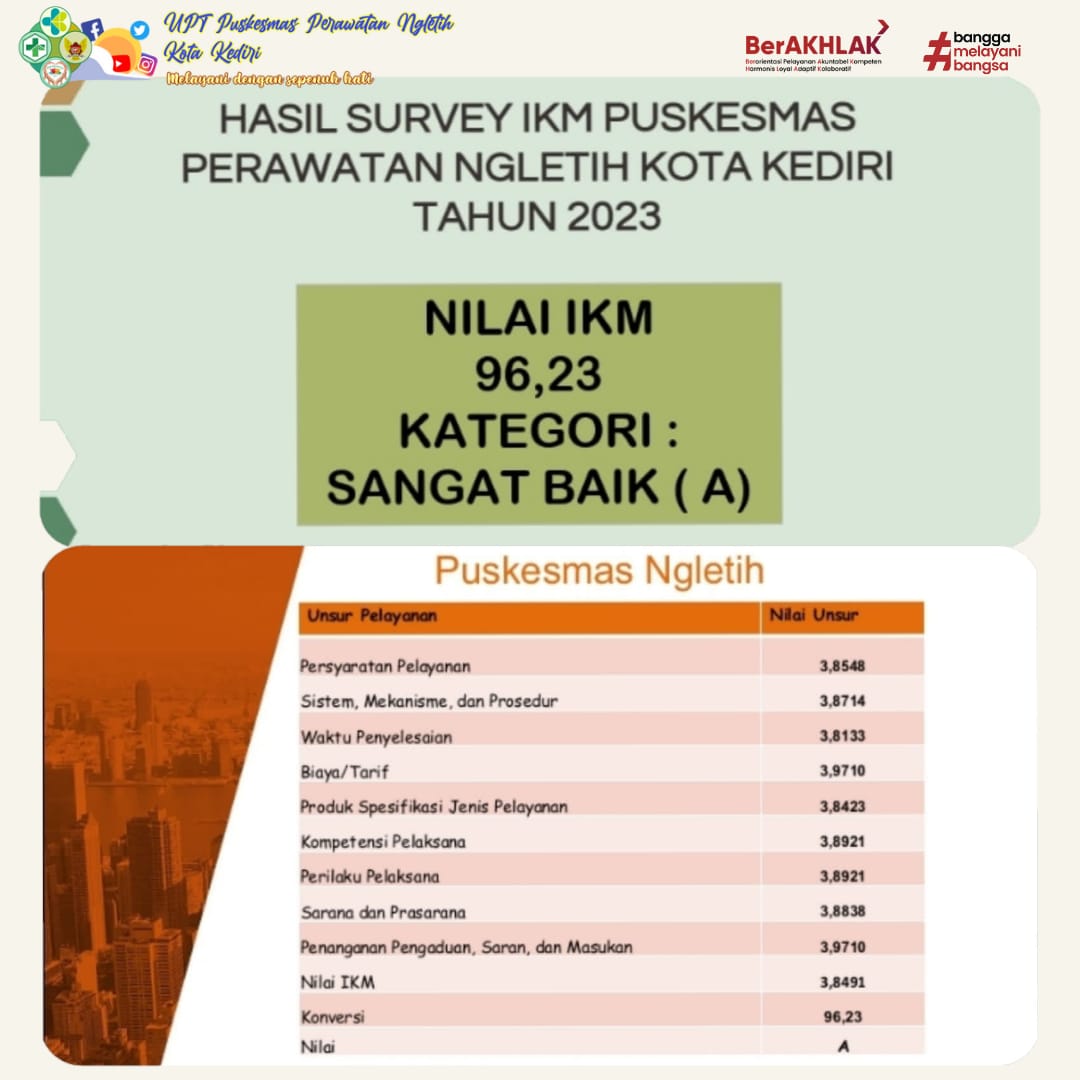 UPT Puskesmas Perawatan Ngletih
Kota Kediri
Melayani dengan sepenuh hati
BerAKHLAK
Berorientasi Pelayanan Akuntabel Kompeten
Harmonis Loyal Adaptif Kolaboratif
# bangga
melayani
bangsa
HASIL SURVEY IKM PUSKESMAS
PERAWATAN NGLETIH KOTA KEDIRI
TAHUN 2023
NILAI IKM
96,23
KATEGORI :
SANGAT BAIK ( A)
Puskesmas Ngletih
Unsur Pelayanan Nilai Unsur
Persyaratan Pelayanan 3,8548
Sistem, Mekanisme, dan Prosedur 3,8714
Waktu Penyelesaian 3,8133
Biaya/Tarif 3,9710
Produk Spesifikasi Jenis Pelayanan 3,8423
Kompetensi Pelaksana 3,8921
Perilaku Pelaksana 3,8921
Sarana dan Prasarana 3,8838
Penanganan Pengaduan, Saran, dan Masukan 3,9710
Nilai IKM 3,8491
Konversi 96,23
Nilai A